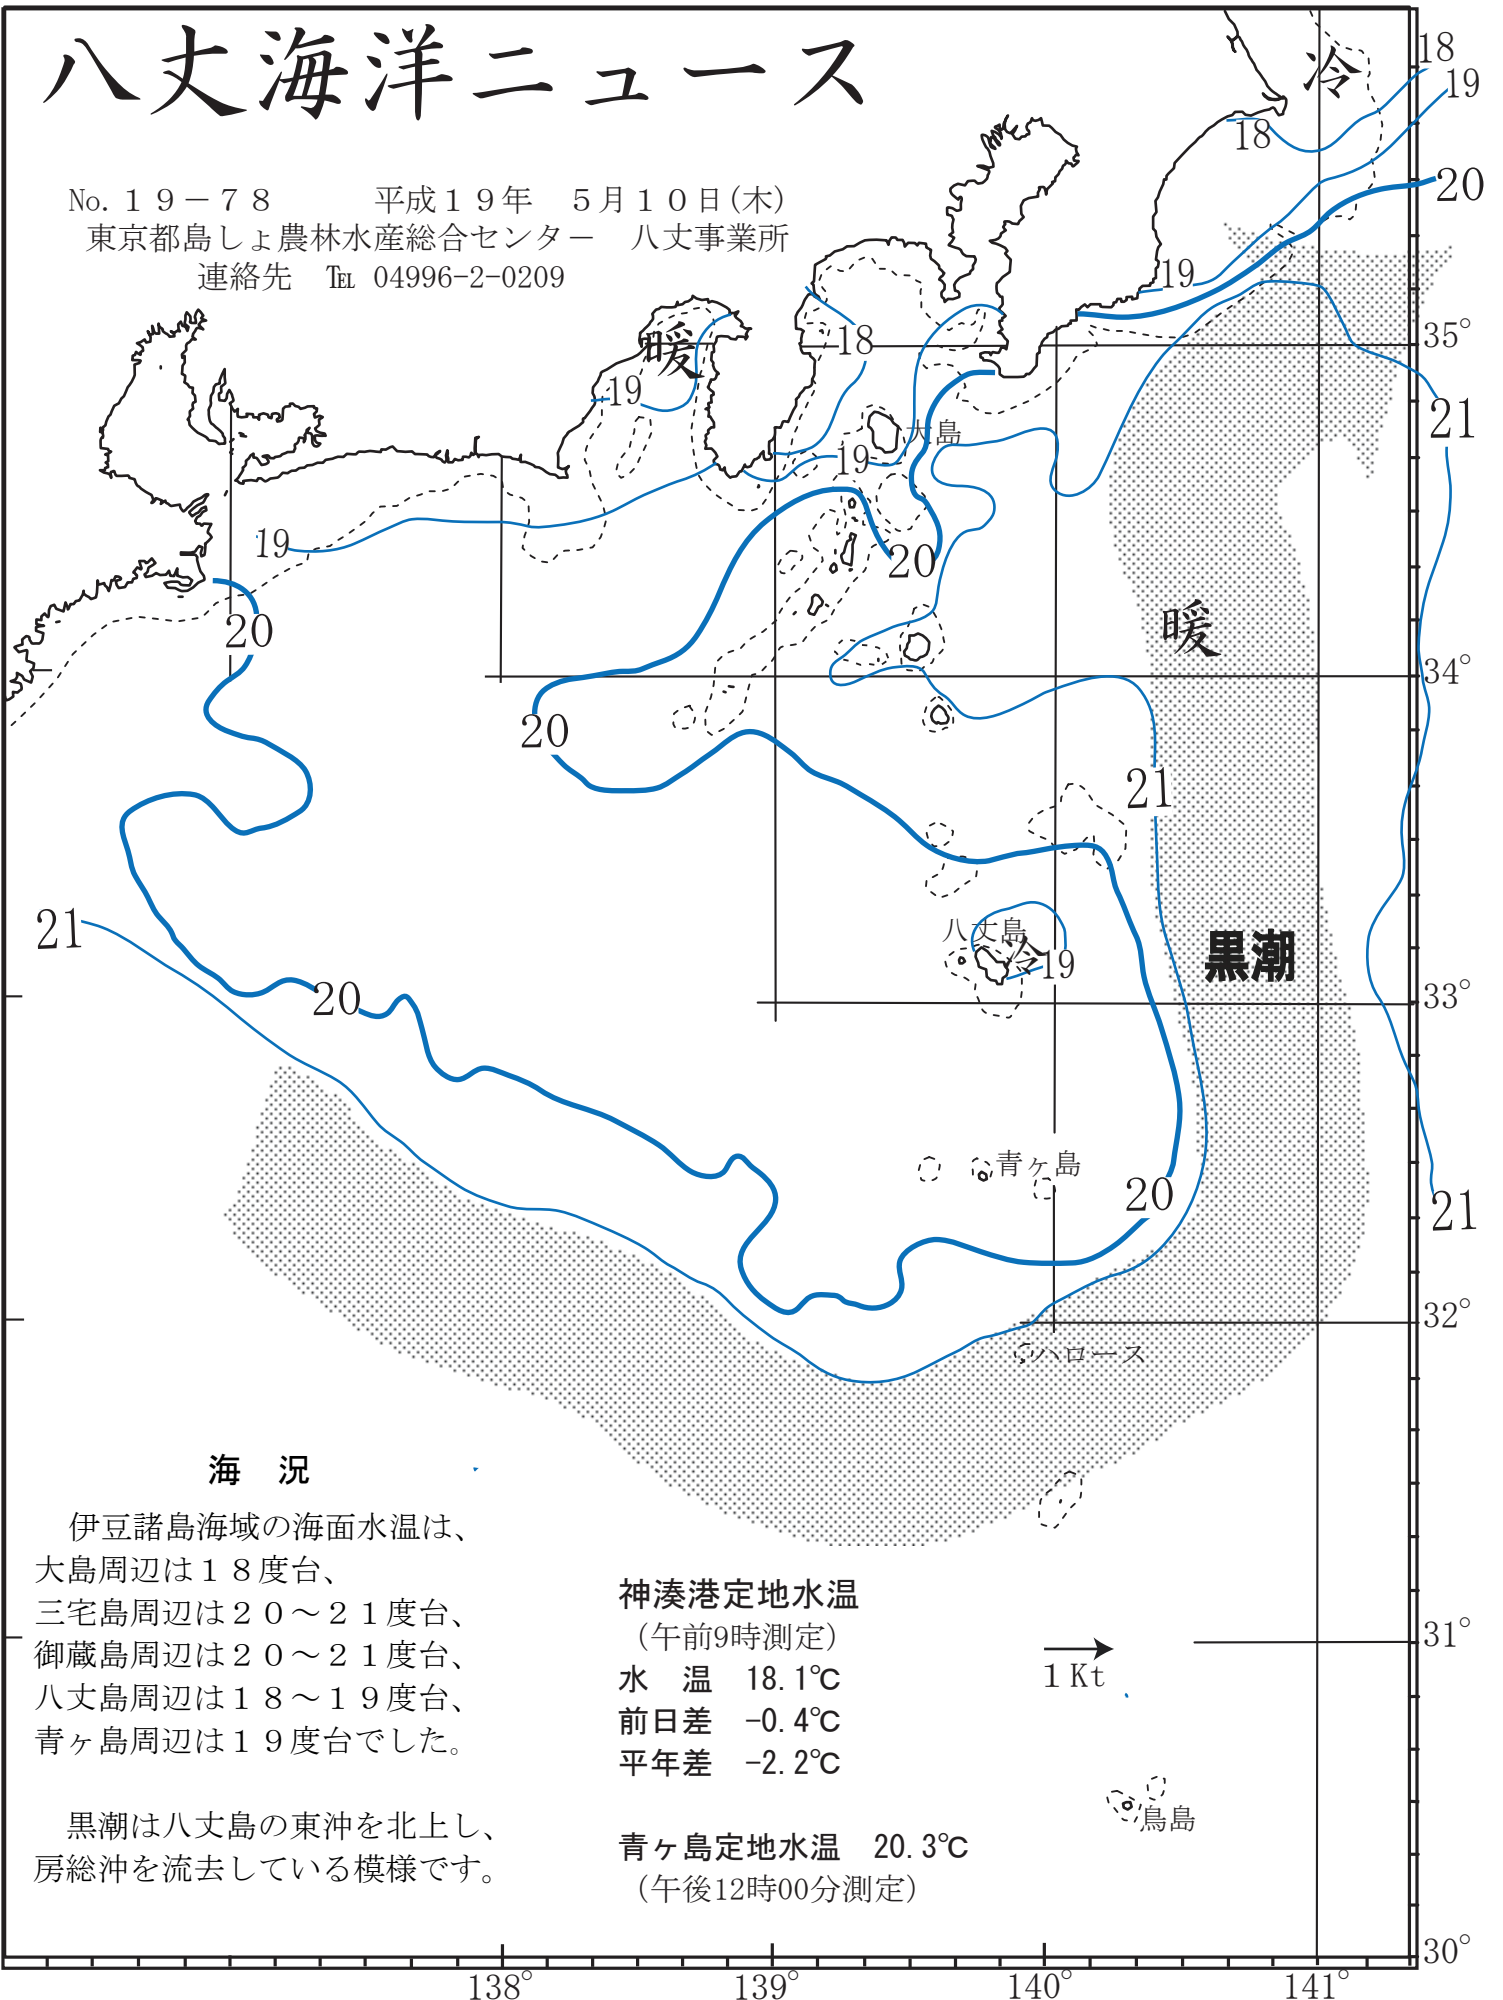 八丈海洋ニュース
No.１９－７８　　　平成１９年　５月１０日(木)
東京都島しょ農林水産総合センター　八丈事業所
連絡先　℡ 04996-2-0209
冷
18
19
18
20
19
35°
暖
18
19
21
大島
19
19
20
20
暖
34°
20
21
21
八丈島
冷
19
黒潮
33°
20
青ヶ島
20
21
32°
ハロース
海　況
伊豆諸島海域の海面水温は、
大島周辺は１８度台、
三宅島周辺は２０～２１度台、
御蔵島周辺は２０～２１度台、
八丈島周辺は１８～１９度台、
青ヶ島周辺は１９度台でした。
黒潮は八丈島の東沖を北上し、
房総沖を流去している模様です。
神湊港定地水温
（午前9時測定）
水　温　18.1℃
前日差　-0.4℃
平年差　-2.2℃
青ヶ島定地水温　20.3℃
（午後12時00分測定）
1 Kt
31°
鳥島
30°
138°
139°
140°
141°